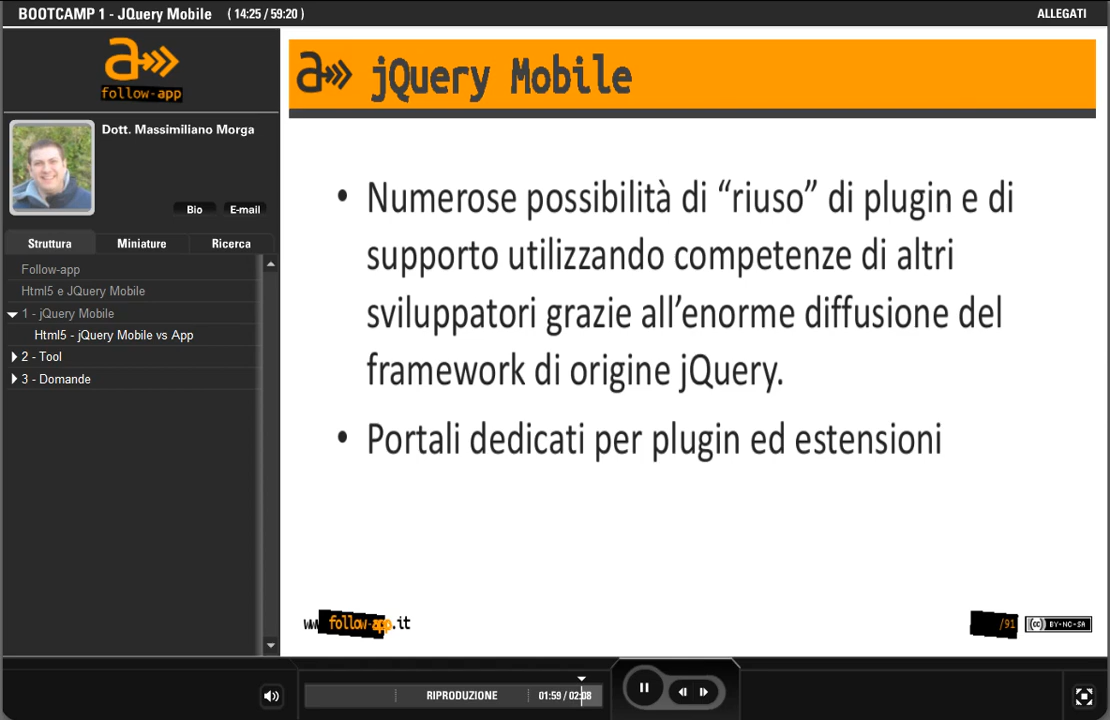 BOOTCAMP 1 - JQuery Mobile ( 14:25 / 59:20 )
ALLEGATI
a
follow-app
Dott. Massimiliano Morga
Bio
E-mail
Struttura
Miniature
Ricerca
Follow-app
Html5 e JQuery Mobile
1 - jQuery Mobile
Html5 - jQuery Mobile vs App
2 - Tool
3 - Domande
a jQuery Mobile
• Numerose possibilità di “riuso” di plugin e di
supporto utilizzando competenze di altri
sviluppatori grazie all’enorme diffusione del
framework di origine jQuery.
• Portali dedicati per plugin ed estensioni
www.follow-app.it
/91
cc BY-NC-SA
RIPRODUZIONE
01:59 / 02:08